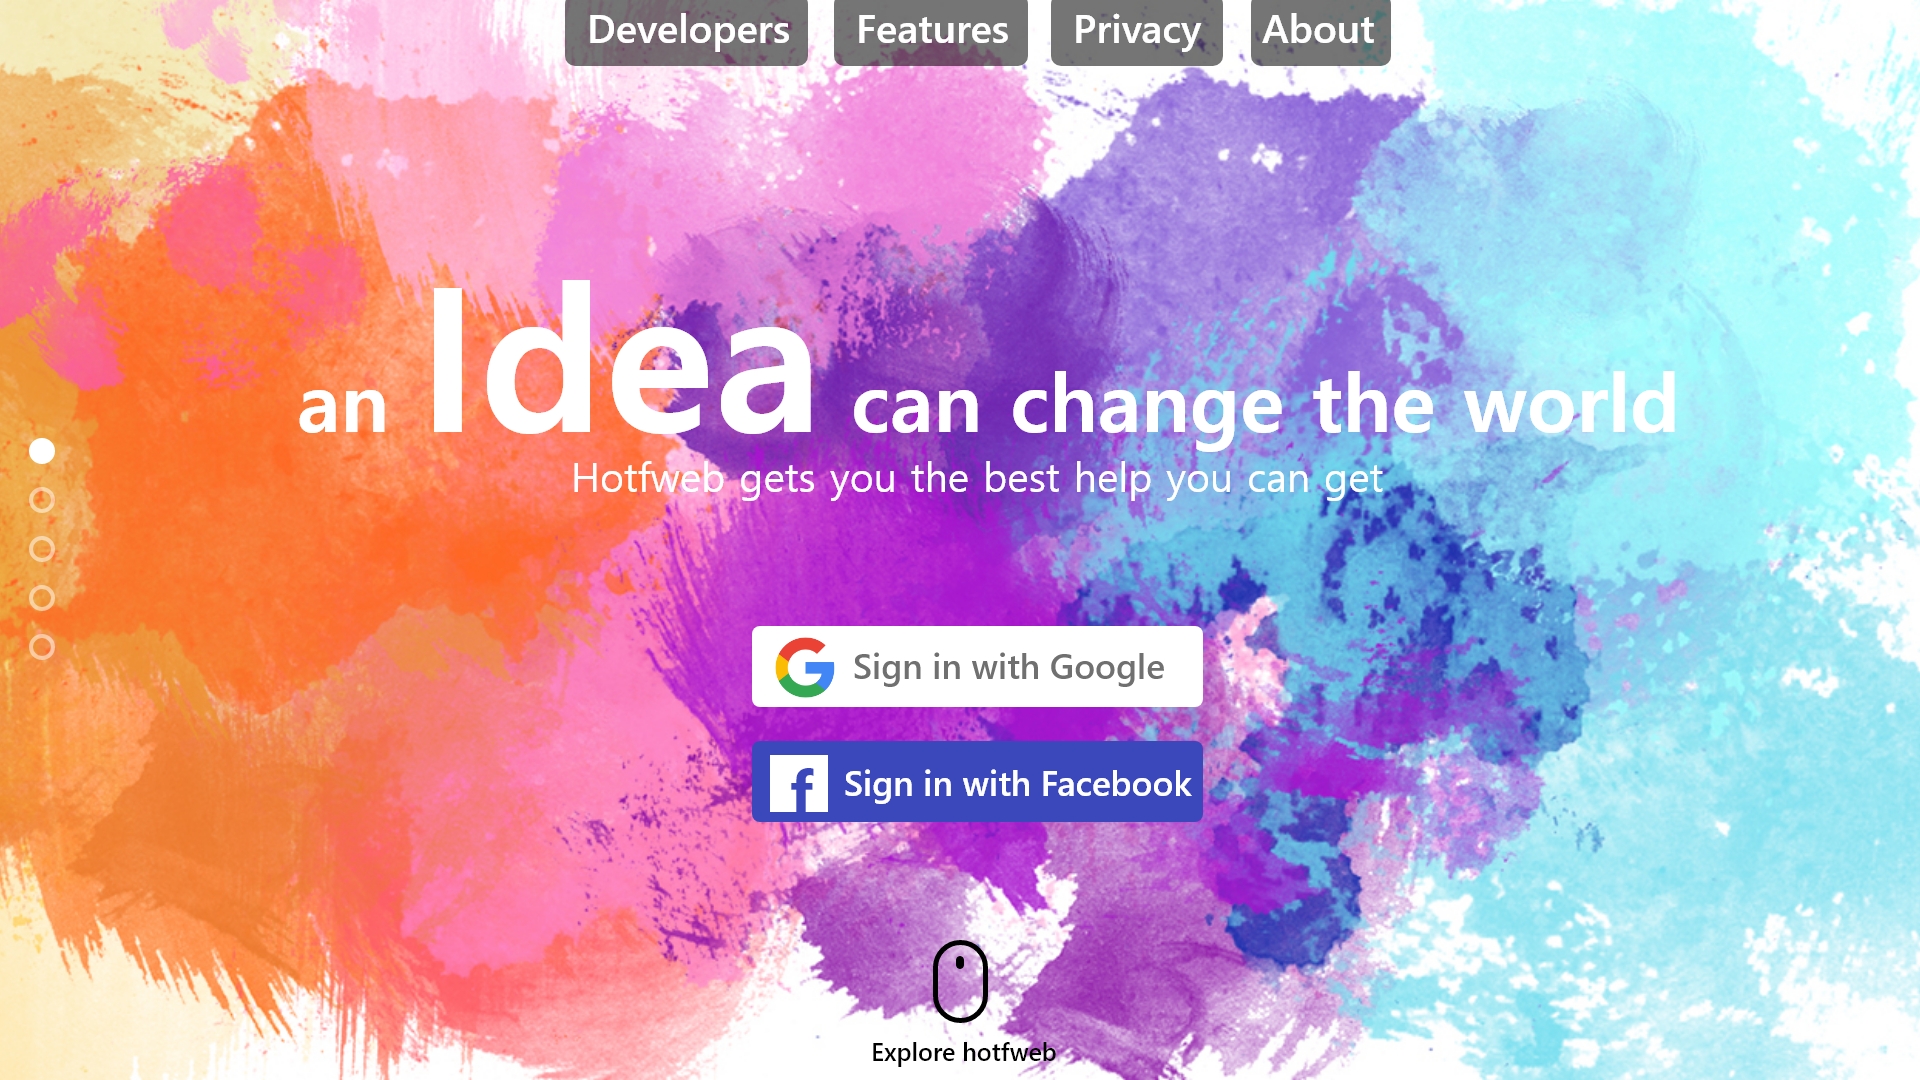 Developers Features Privacy About
an Idea can change the world
Hotfweb gets you the best help you can get
Sign in with Google
f Sign in with Facebook
Explore hotfweb